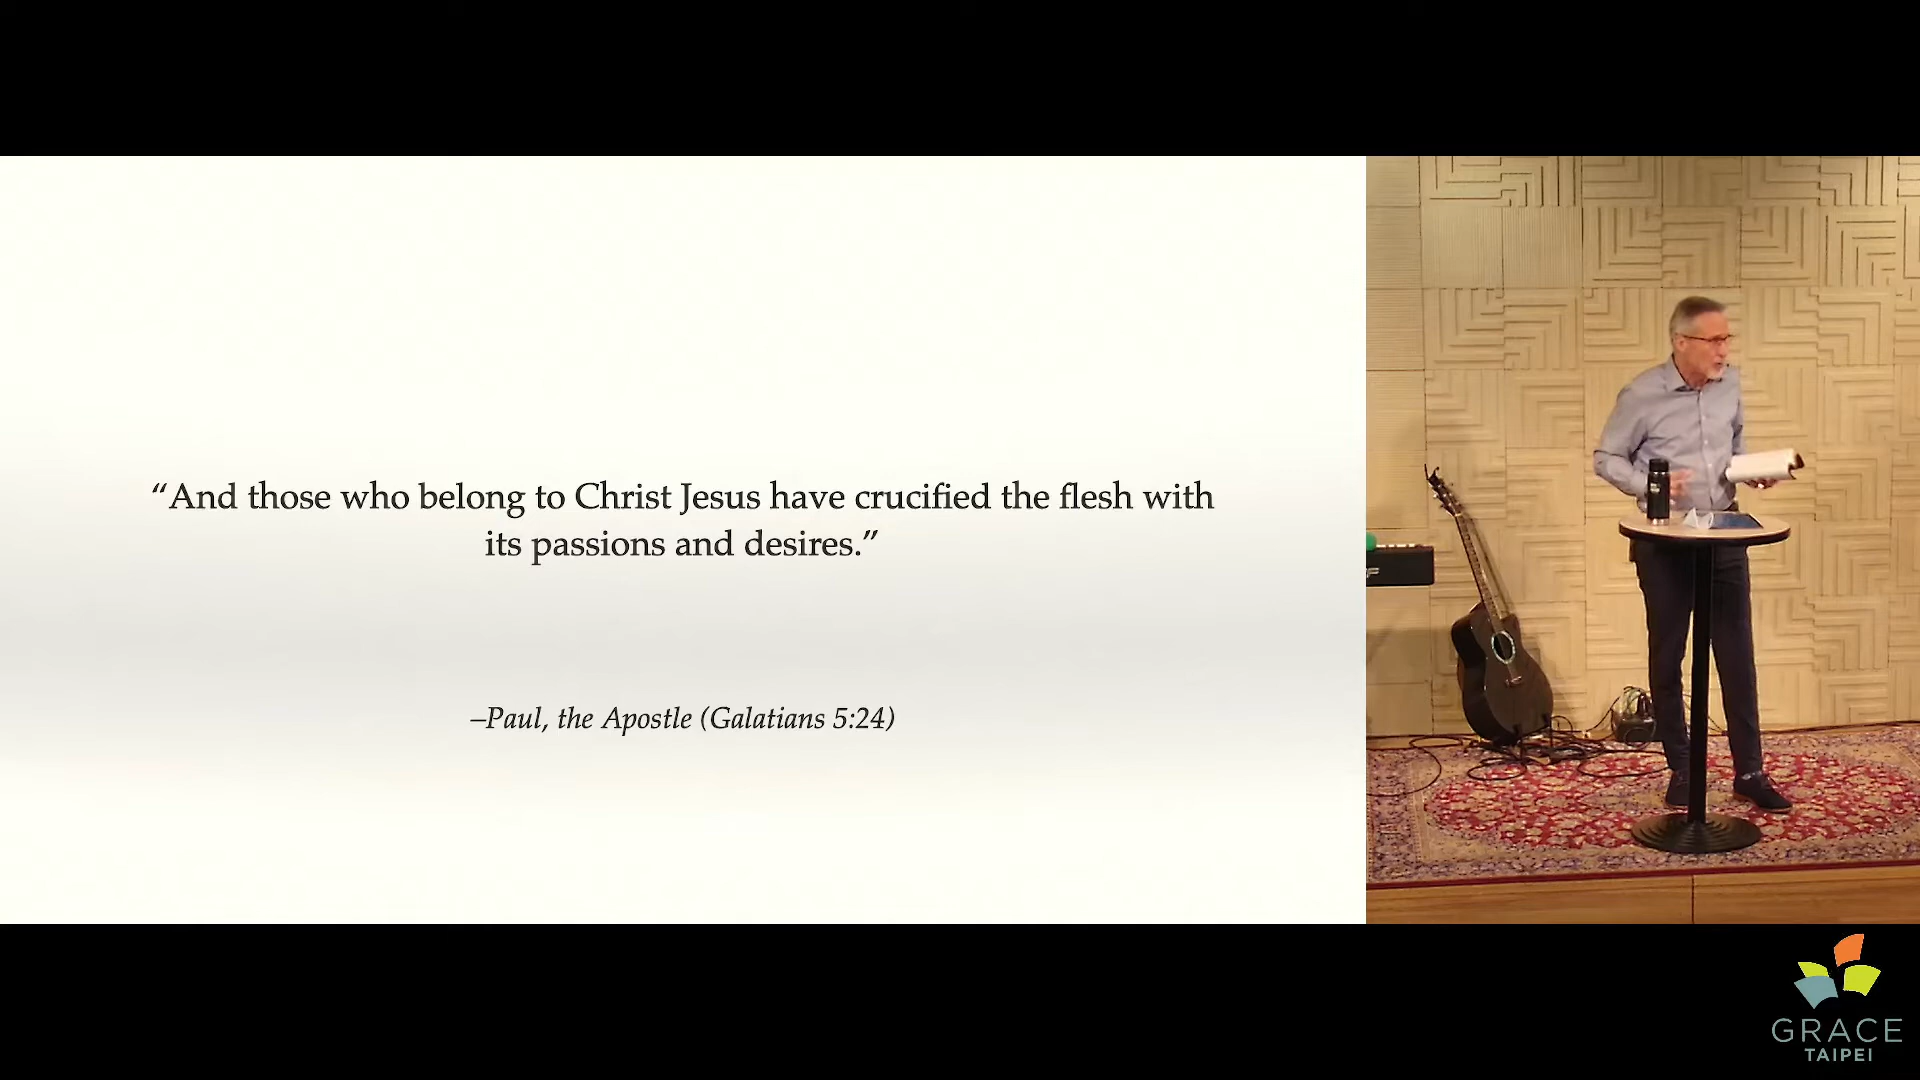 “And those who belong to Christ Jesus have crucified the flesh with
its passions and desires.”
–Paul, the Apostle (Galatians 5:24)
GRACE
TAIPEI